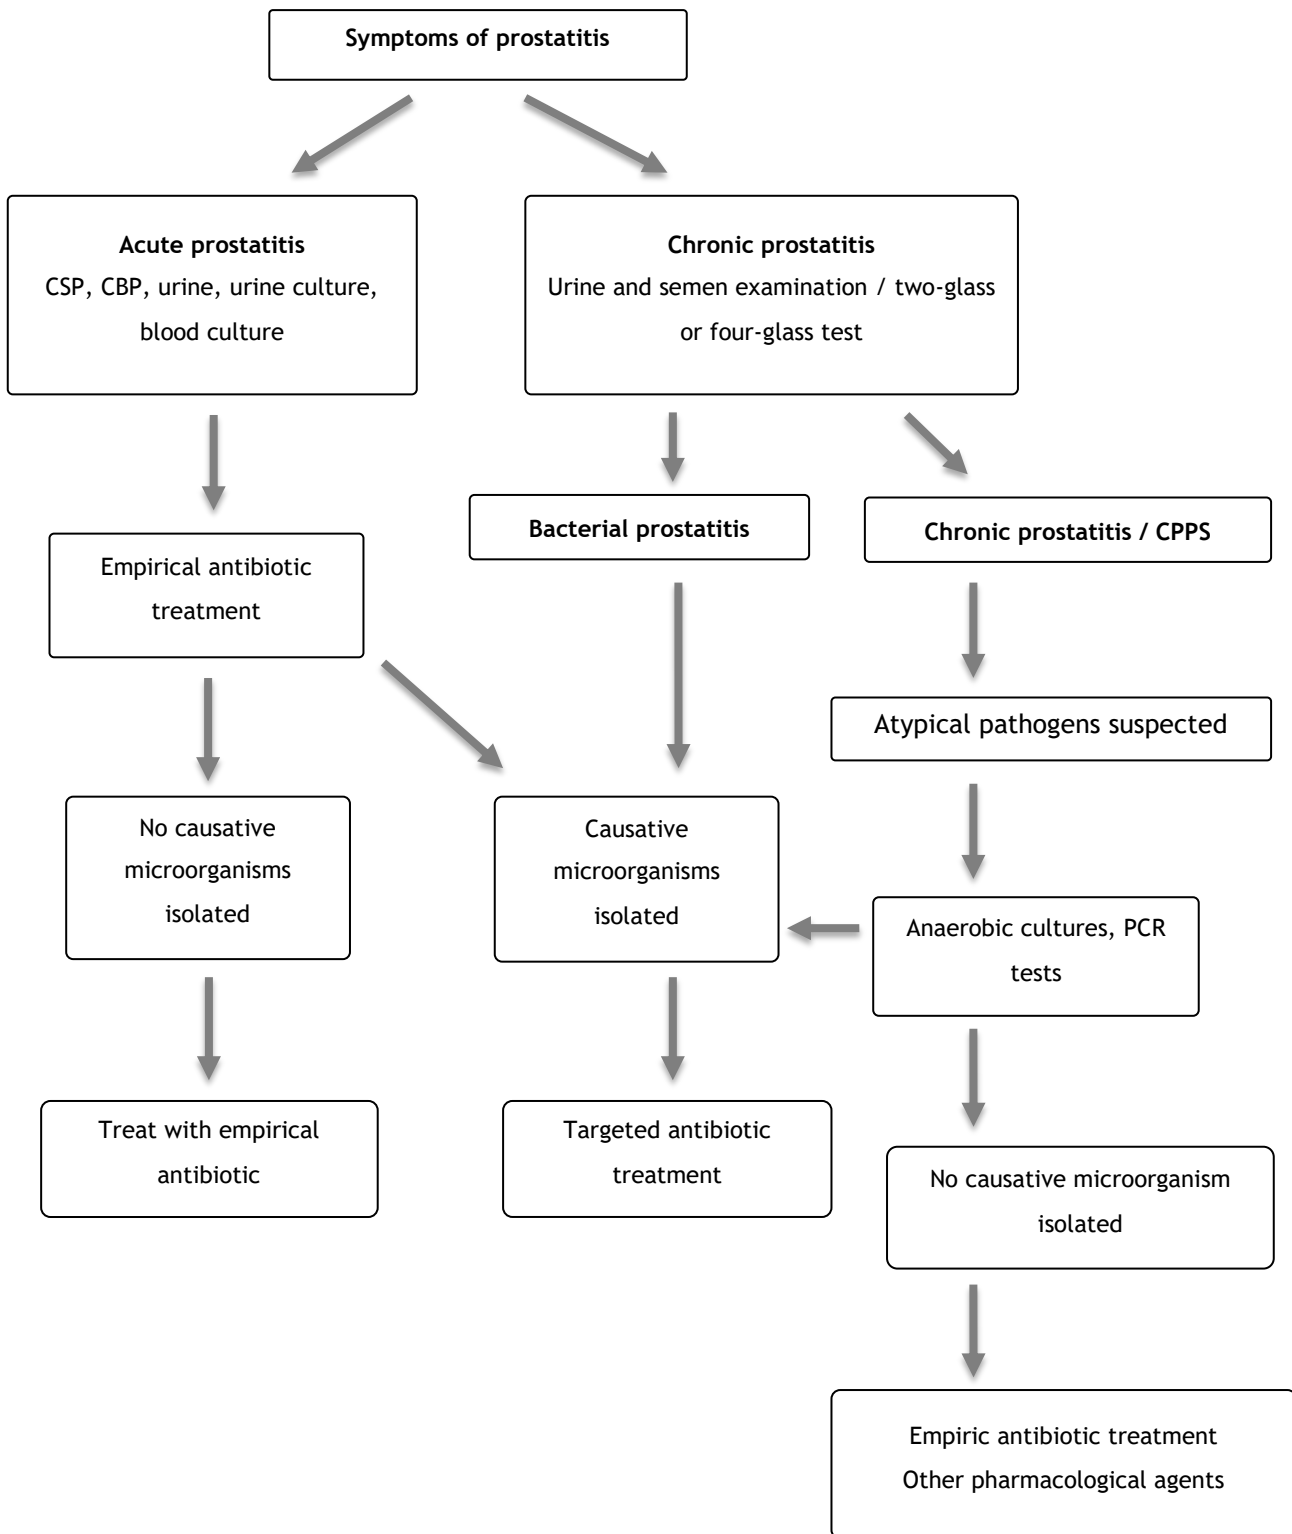 Symptoms of prostatitis
Acute prostatitis
CSP, CBP, urine, urine culture,
blood culture
Chronic prostatitis
Urine and semen examination / two-glass
or four-glass test
Bacterial prostatitis
Chronic prostatitis / CPPS
Empirical antibiotic
treatment
Atypical pathogens suspected
No causative
microorganisms
isolated
Causative
microorganisms
isolated
Anaerobic cultures, PCR
tests
Treat with empirical
antibiotic
Targeted antibiotic
treatment
No causative microorganism
isolated
Empiric antibiotic treatment
Other pharmacological agents